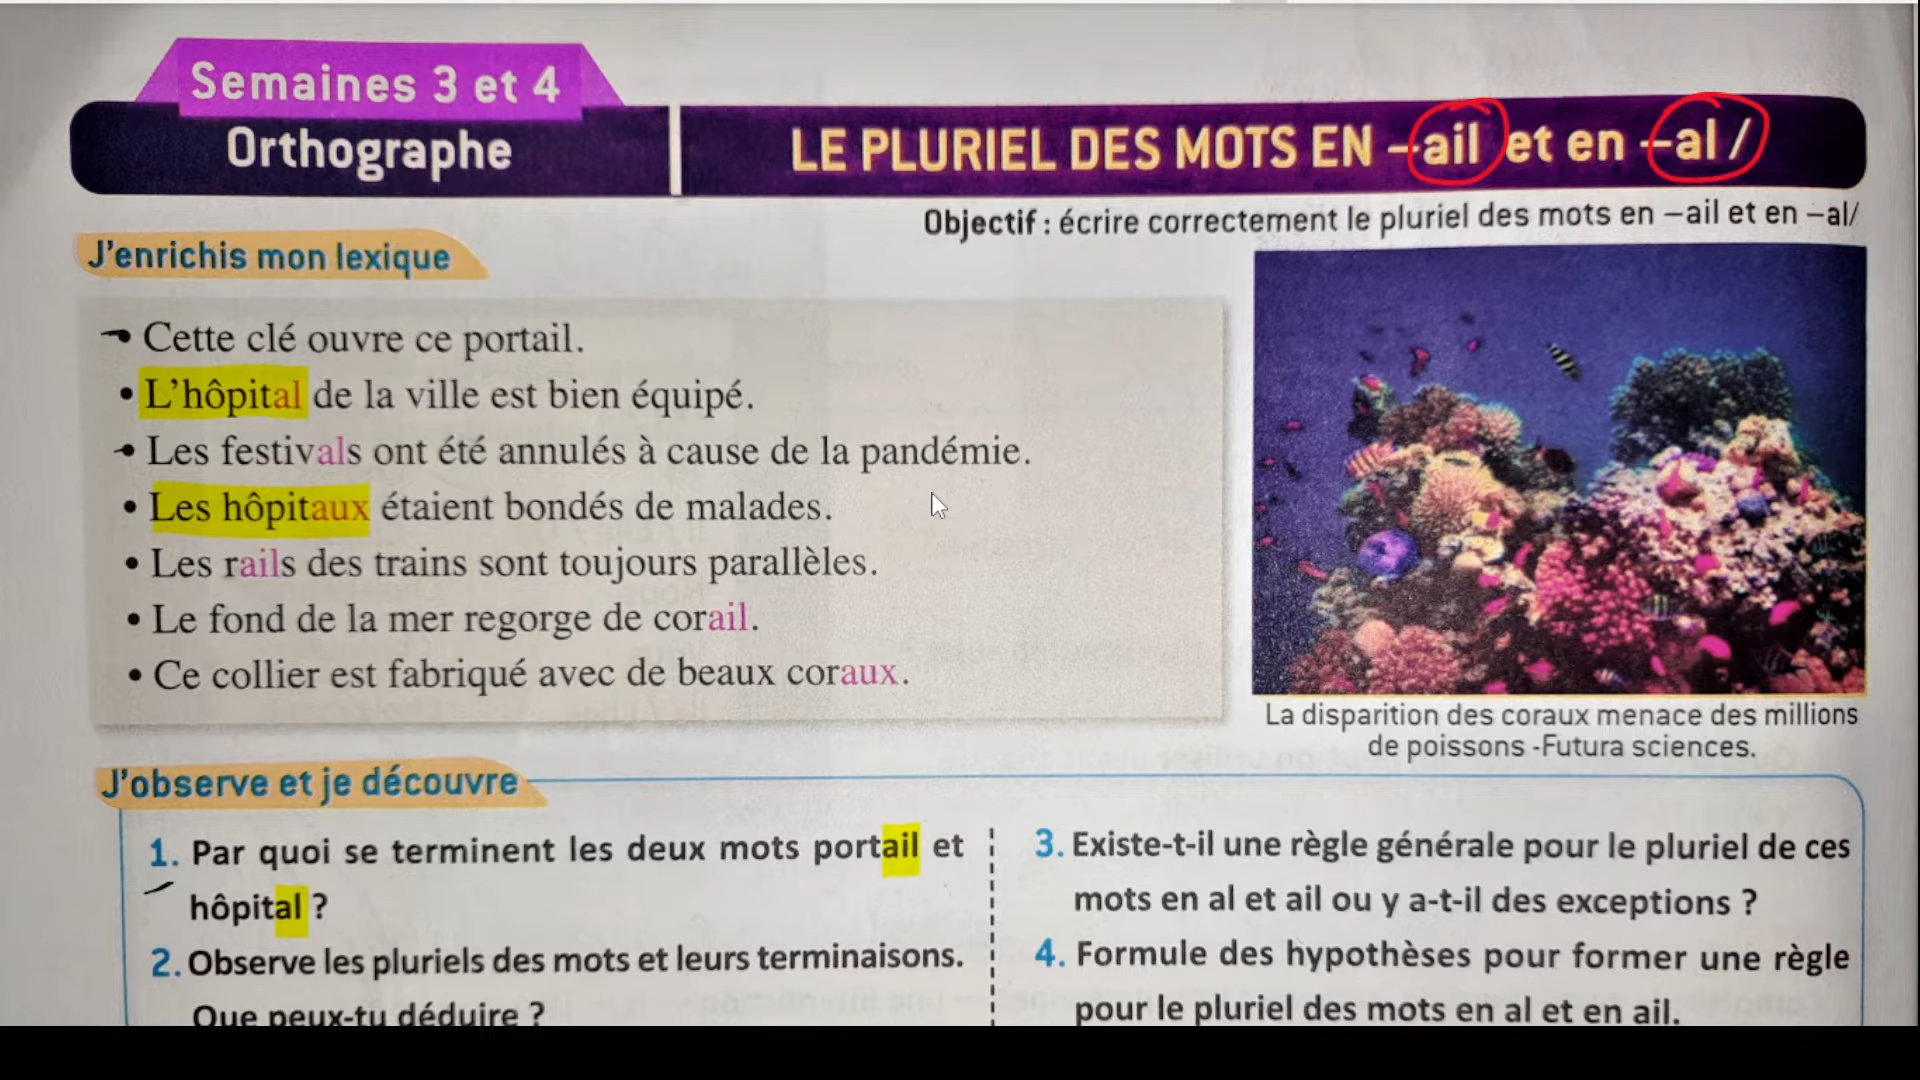 Semaines 3 et 4
Orthographe
LE PLURIEL DES MOTS EN –ail et en –al /
Objectif : écrire correctement le pluriel des mots en –ail et en –al/
J'enrichis mon lexique
Cette clé ouvre ce portail.
• L'hôpital de la ville est bien équipé.
• Les festivals ont été annulés à cause de la pandémie.
• Les hôpitaux étaient bondés de malades.
• Les rails des trains sont toujours parallèles.
• Le fond de la mer regorge de corail.
• Ce collier est fabriqué avec de beaux coraux.
La disparition des coraux menace des millions
de poissons -Futura sciences.
J'observe et je découvre
1. Par quoi se terminent les deux mots portail et
hôpital ?
2. Observe les pluriels des mots et leurs terminaisons.
Que peux-tu déduire ?
3. Existe-t-il une règle générale pour le pluriel de ces
mots en al et ail ou y a-t-il des exceptions ?
4. Formule des hypothèses pour former une règle
pour le pluriel des mots en al et en ail.